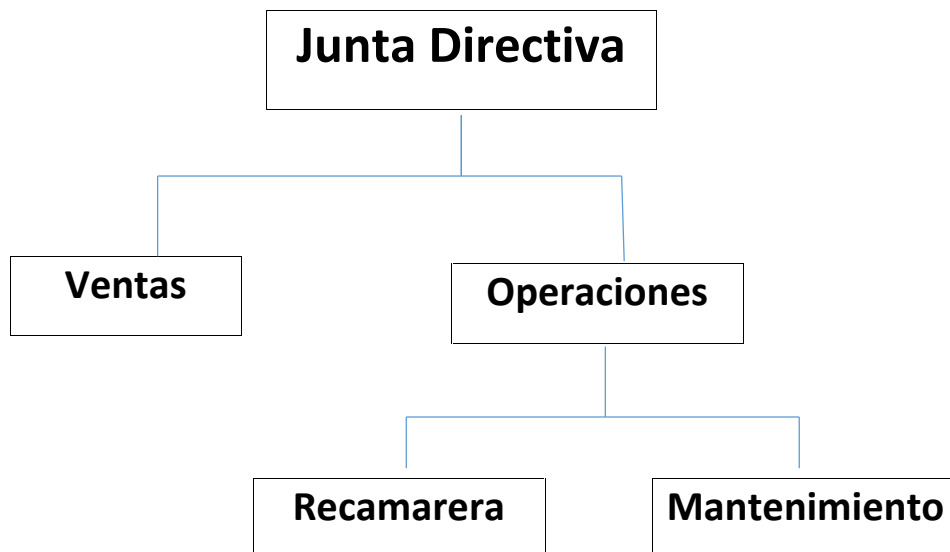 Junta Directiva
Ventas
Operaciones
Recamarera
Mantenimiento